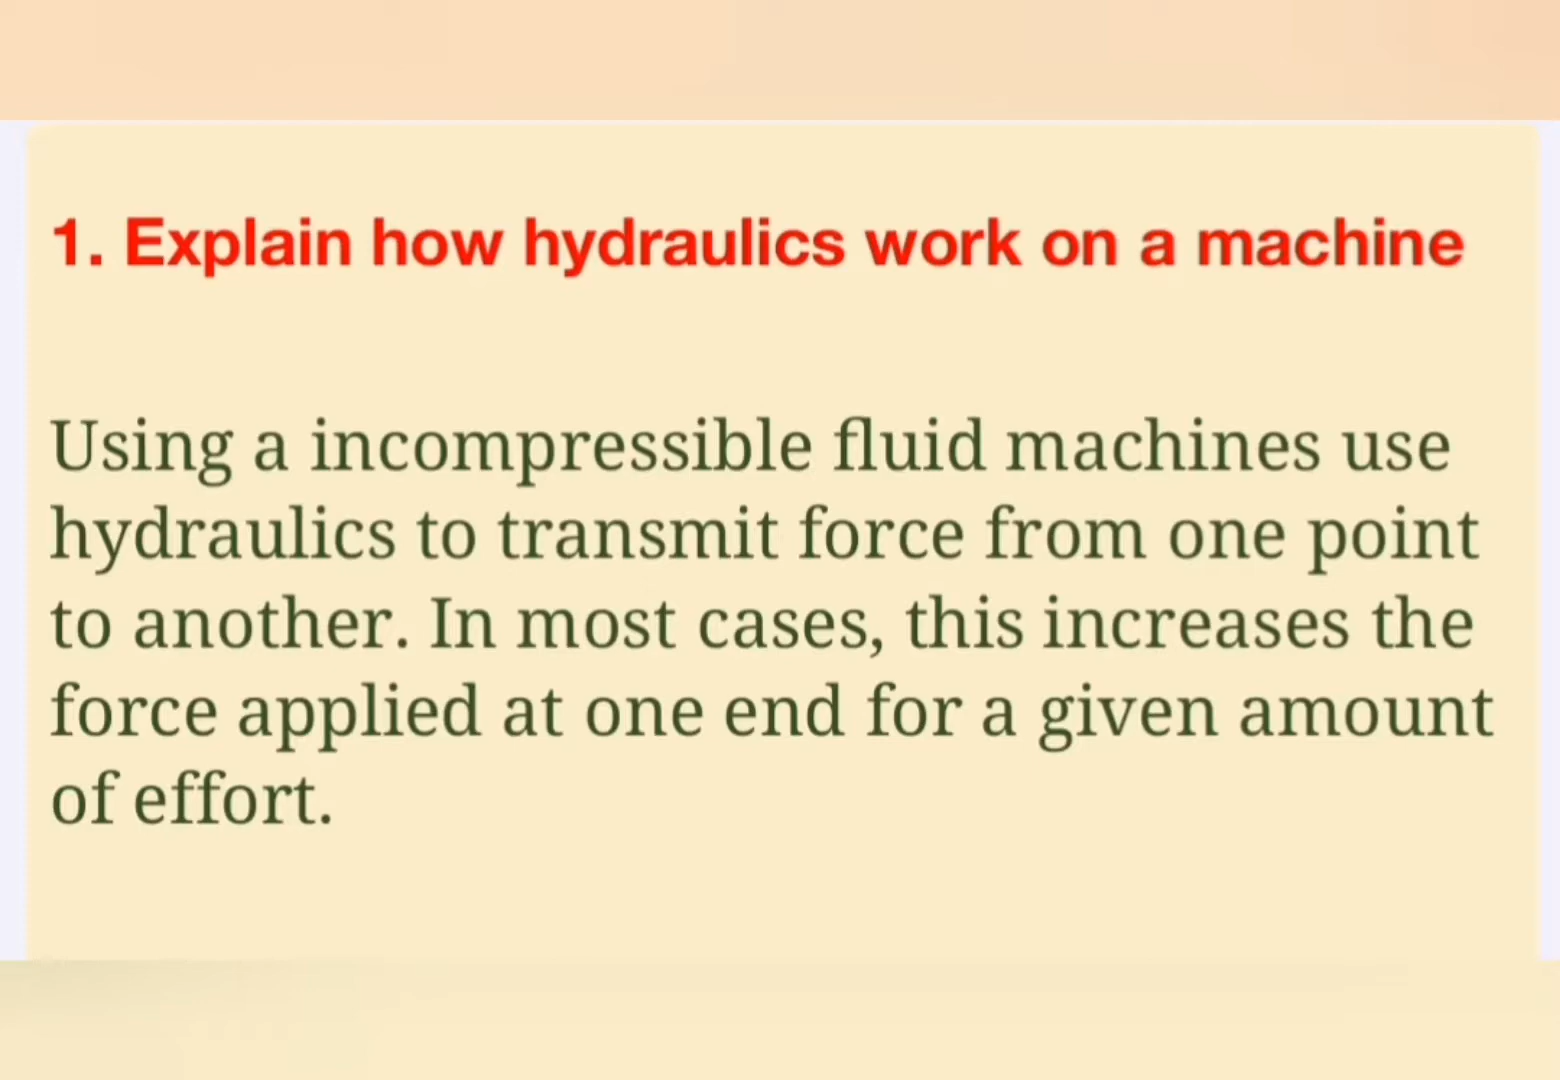 1. Explain how hydraulics work on a machine
Using a incompressible fluid machines use
hydraulics to transmit force from one point
to another. In most cases, this increases the
force applied at one end for a given amount
of effort.